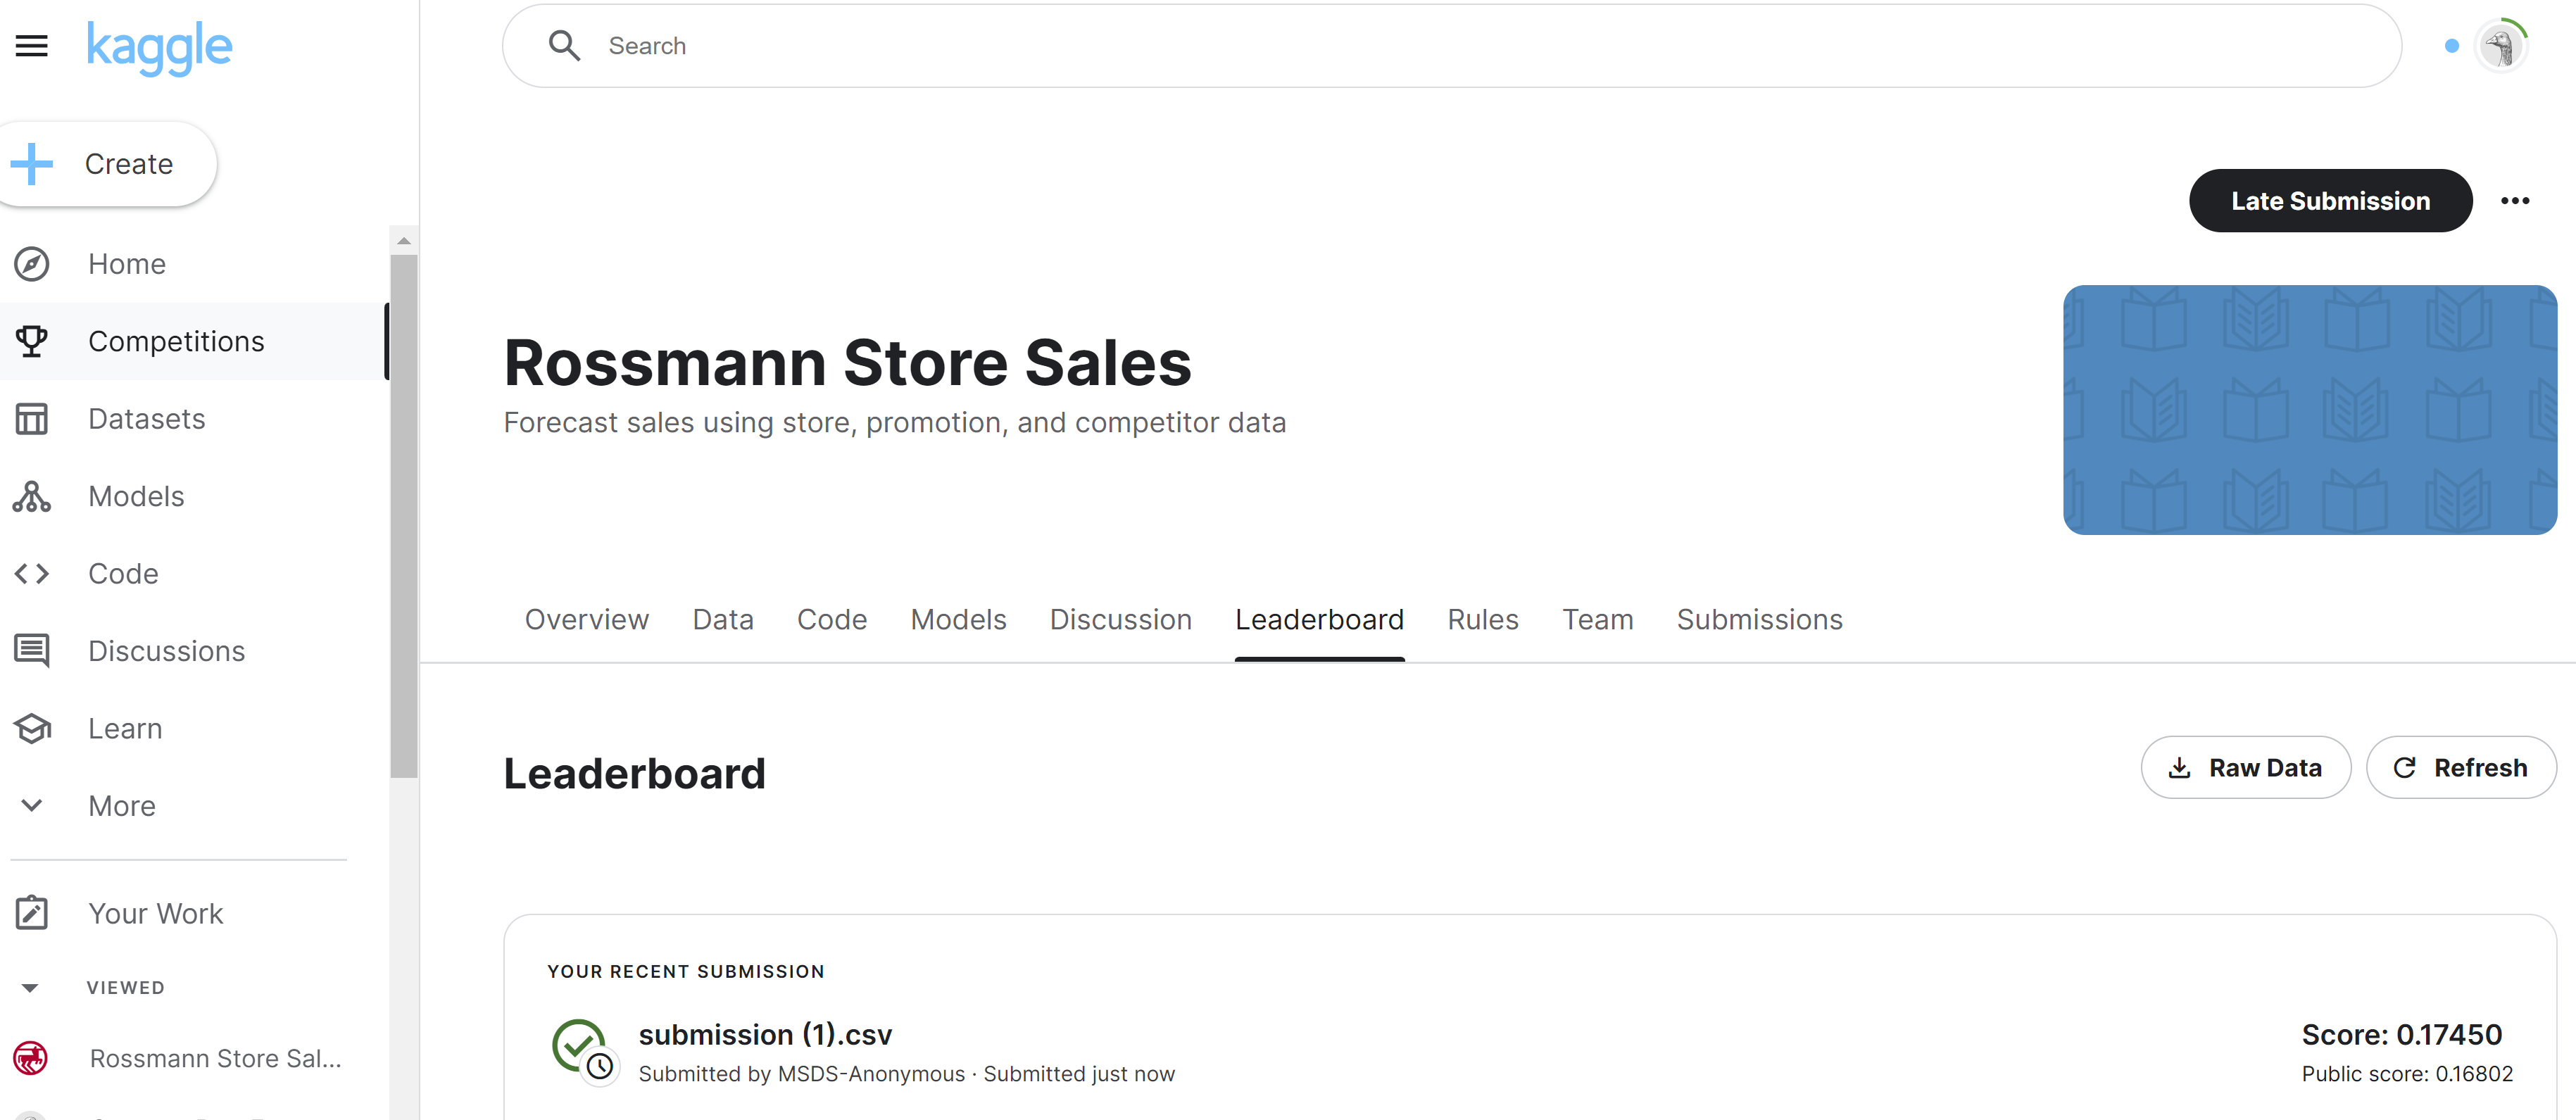 kaggle
Search
Create
Home
Competitions
Datasets
Models
Code
Discussions
Learn
More
Your Work
VIEWED
Rossmann Store Sal...
Late Submission
Rossmann Store Sales
Forecast sales using store, promotion, and competitor data
Overview Data Code Models Discussion Leaderboard Rules Team Submissions
Leaderboard
Raw Data Refresh
YOUR RECENT SUBMISSION
submission (1).csv
Submitted by MSDS-Anonymous · Submitted just now
Score: 0.17450
Public score: 0.16802